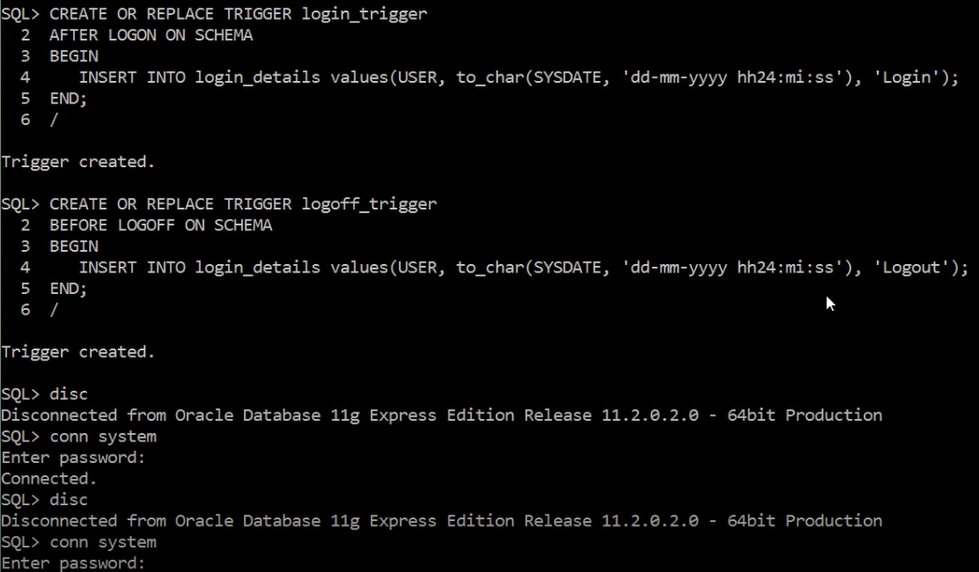 SQL> CREATE OR REPLACE TRIGGER login_trigger
  2  AFTER LOGON ON SCHEMA
  3  BEGIN
  4     INSERT INTO login_details values(USER, to_char(SYSDATE, 'dd-mm-yyyy hh24:mi:ss'), 'Login');
  5  END;
  6  /
Trigger created.
SQL> CREATE OR REPLACE TRIGGER logoff_trigger
  2  BEFORE LOGOFF ON SCHEMA
  3  BEGIN
  4     INSERT INTO login_details values(USER, to_char(SYSDATE, 'dd-mm-yyyy hh24:mi:ss'), 'Logout');
  5  END;
  6  /
Trigger created.
SQL> disc
Disconnected from Oracle Database 11g Express Edition Release 11.2.0.2.0 - 64bit Production
SQL> conn system
Enter password:
Connected.
SQL> disc
Disconnected from Oracle Database 11g Express Edition Release 11.2.0.2.0 - 64bit Production
SQL> conn system
Enter password: